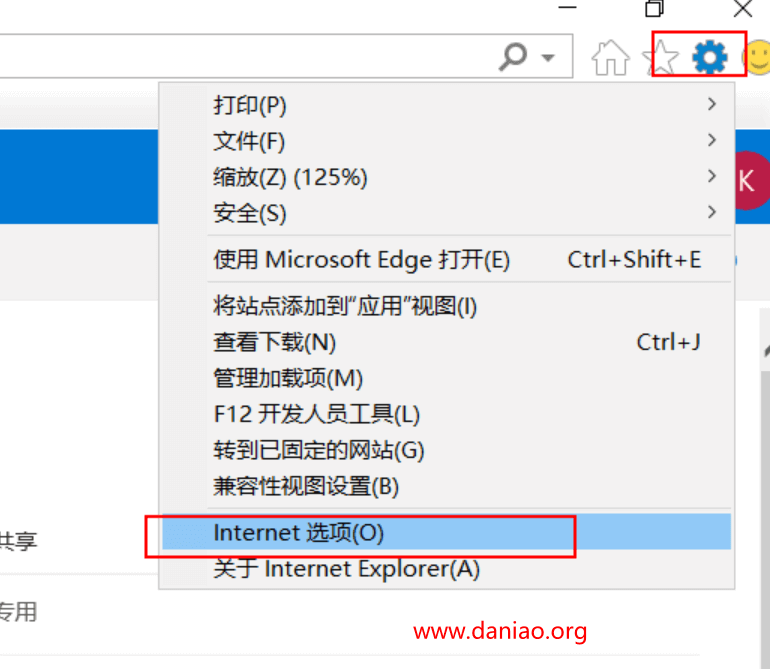 打印(P)
文件(F)
缩放(Z) (125%)
安全(S)
K
使用 Microsoft Edge 打开(E) Ctrl+Shift+E
将站点添加到“应用”视图(I)
查看下载(N) Ctrl+J
管理加载项(M)
F12 开发人员工具(L)
转到已固定的网站(G)
兼容性视图设置(B)
Internet 选项(O)
共享
关于 Internet Explorer(A)
专用
www.daniao.org